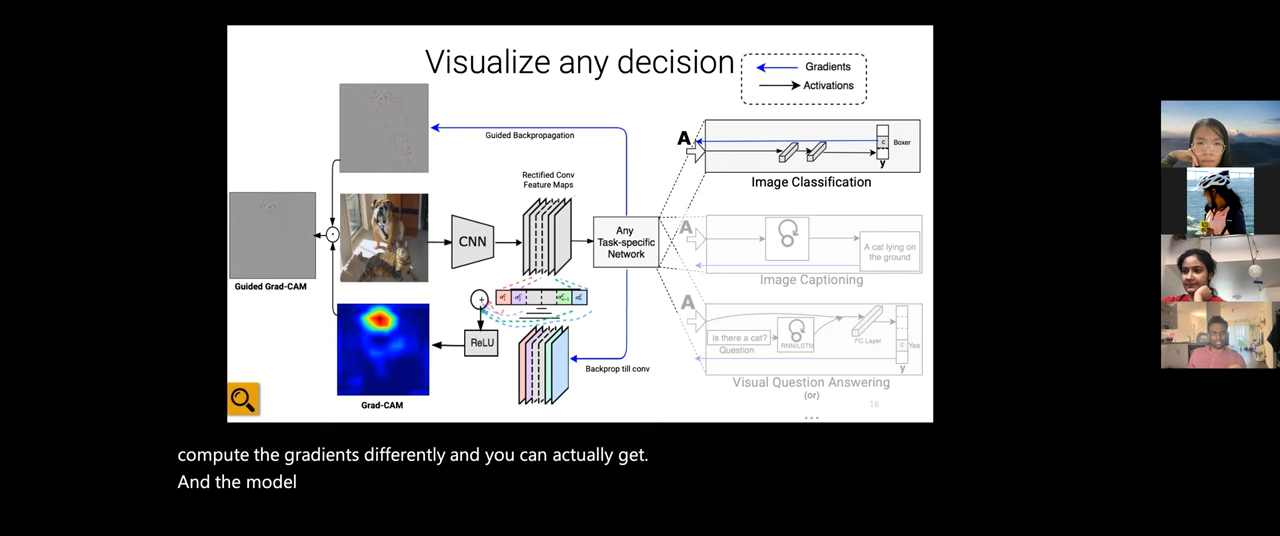 Visualize any decision
Gradients
Activations
Guided Backpropagation
A
c
Boxer
y
Image Classification
Rectified Conv
Feature Maps
CNN
Any
Task-specific
Network
A
A cat lying on
the ground
Image Captioning
Guided Grad-CAM
+
ReLU
Backprop till conv
Grad-CAM
A
Is there a cat?
Question
RNN/LSTM
FC Layer
c
Yes
y
Visual Question Answering
(or)
...
16
compute the gradients differently and you can actually get.
And the model